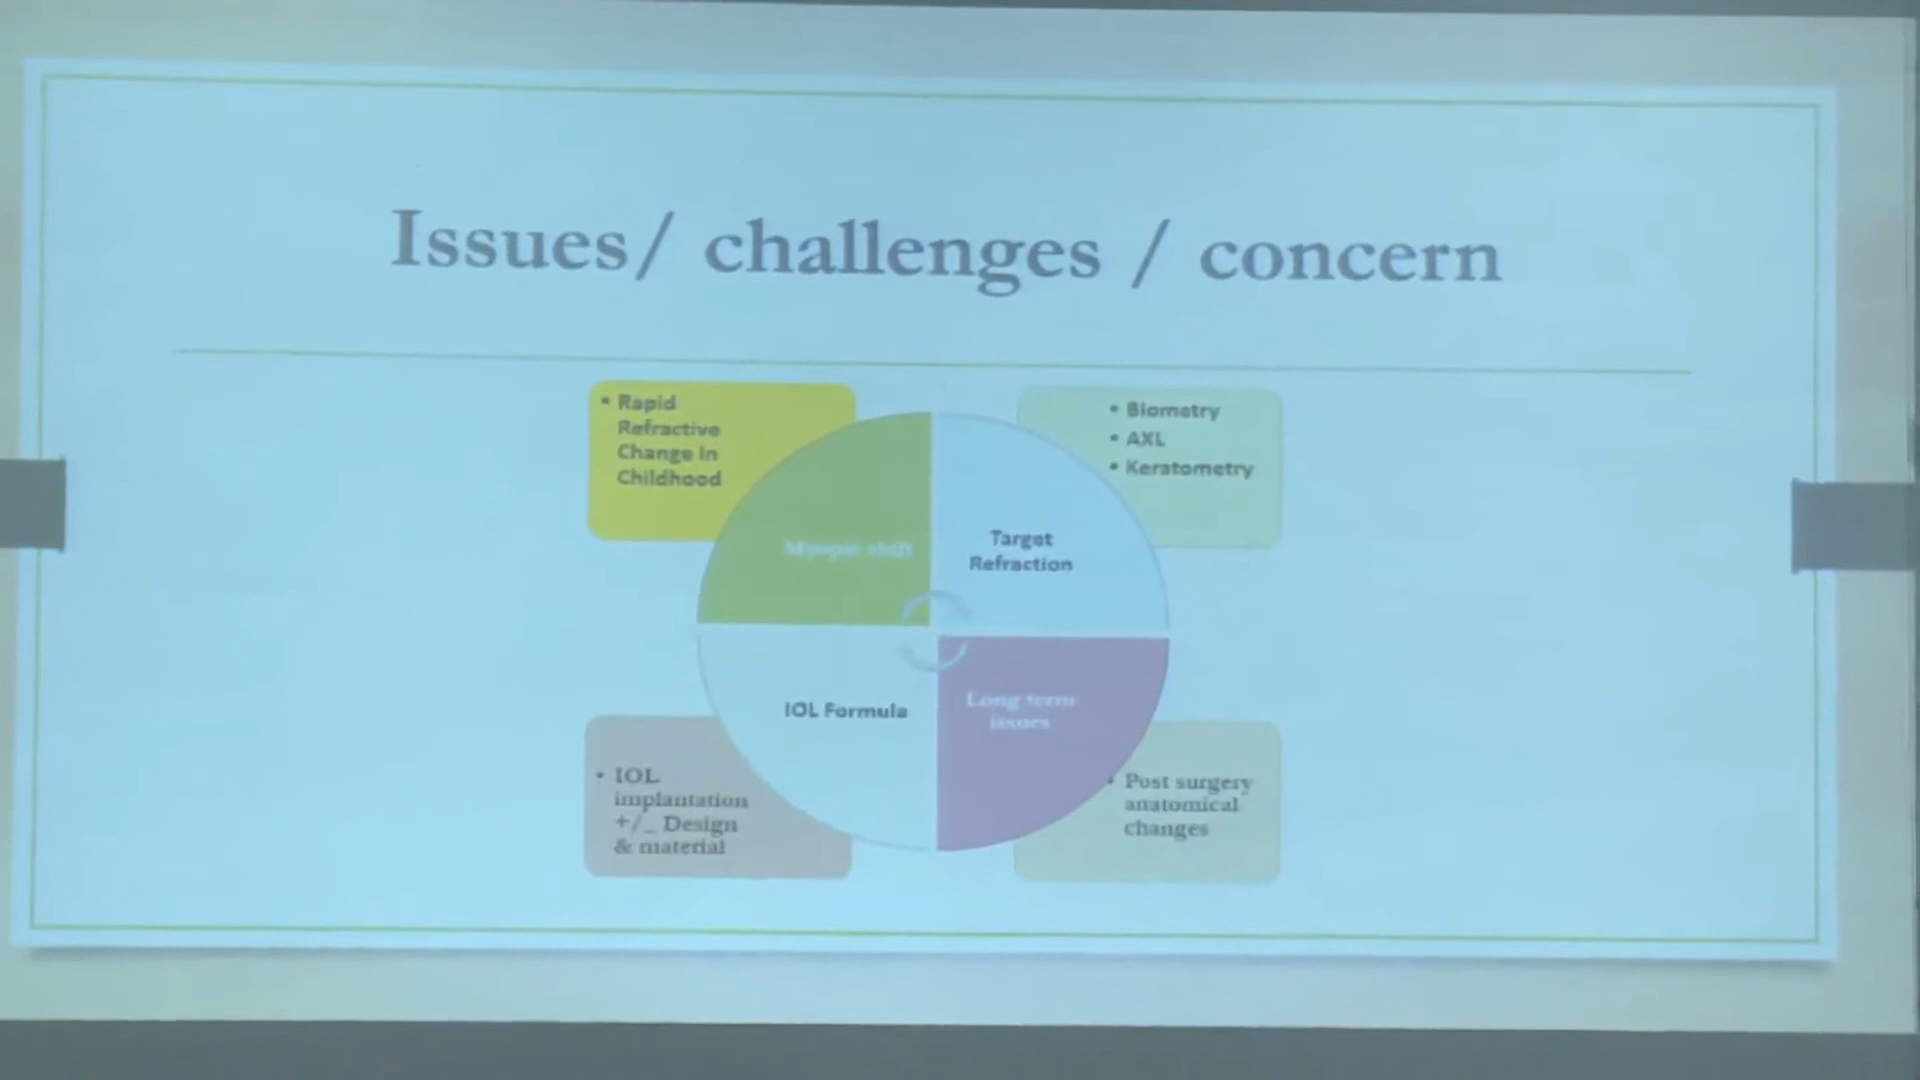 Issues/ challenges / concern
• Rapid
Refractive
Change In
Childhood
Myopic shift
• Biometry
• AXL
• Keratometry
Target
Refraction
IOL Formula
• IOL
implantation
+/_ Design
& material
Long term
issues
• Post surgery
anatomical
changes